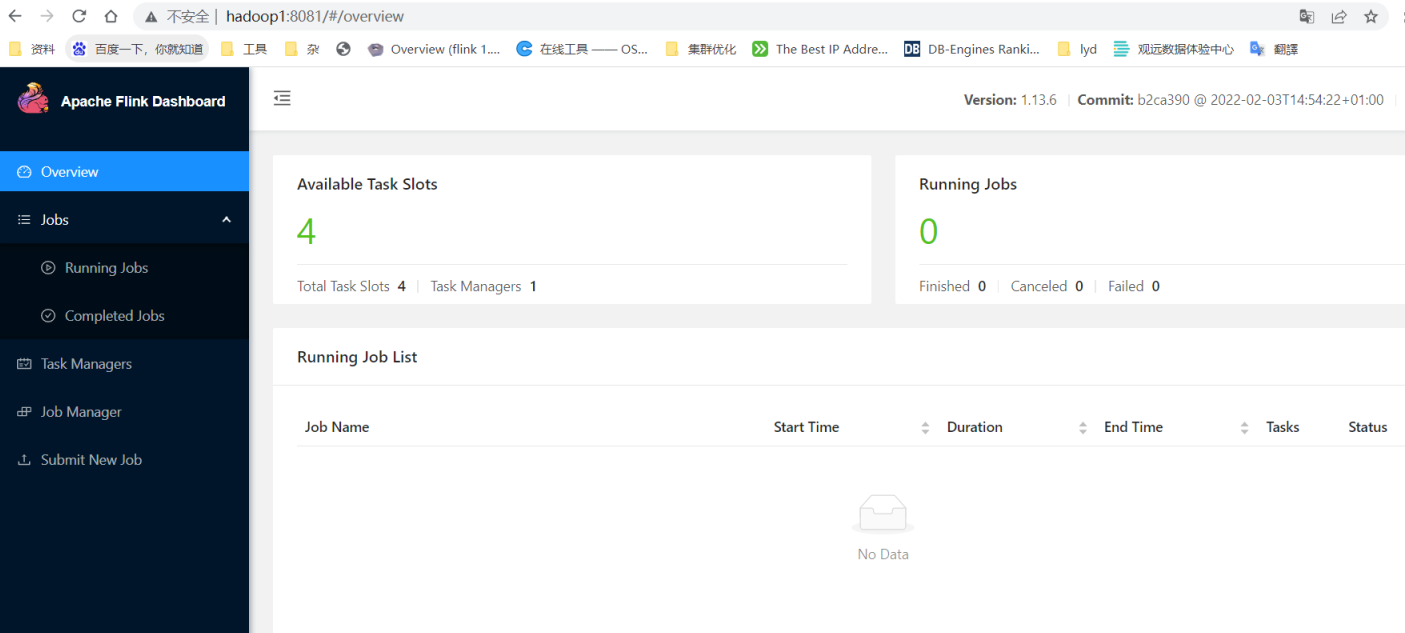 不安全 | hadoop1:8081/#/overview
资料 百度一下，你就知道 工具 杂 Overview (flink 1.... 在线工具 —— OS... 集群优化 The Best IP Addre... DB DB-Engines Ranki... lyd 观远数据体验中心 翻譯
Apache Flink Dashboard
Version: 1.13.6 Commit: b2ca390 @ 2022-02-03T14:54:22+01:00
Overview
Jobs
Running Jobs
Completed Jobs
Task Managers
Job Manager
Submit New Job
Available Task Slots
4
Total Task Slots 4 Task Managers 1
Running Jobs
0
Finished 0 Canceled 0 Failed 0
Running Job List
Job Name Start Time Duration End Time Tasks Status
No Data